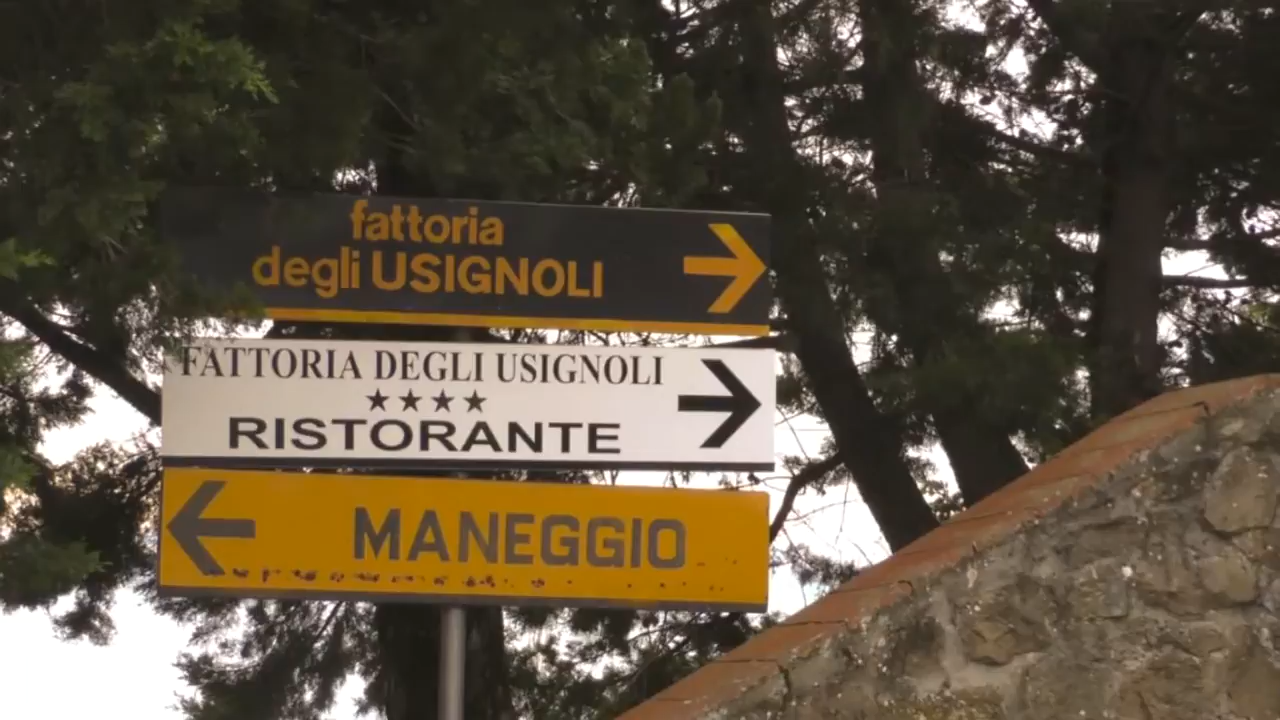 fattoria
degli USIGNOLI
FATTORIA DEGLI USIGNOLI
★★★★
RISTORANTE
MANEGGIO